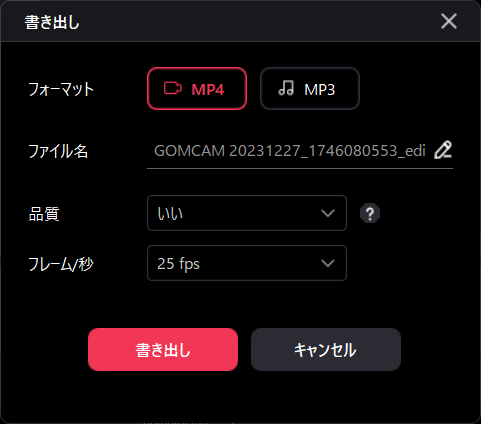 書き出し
フォーマット MP4 MP3
ファイル名 GOMCAM 20231227_1746080553_edi
品質 いい ?
フレーム/秒 25 fps
書き出し キャンセル